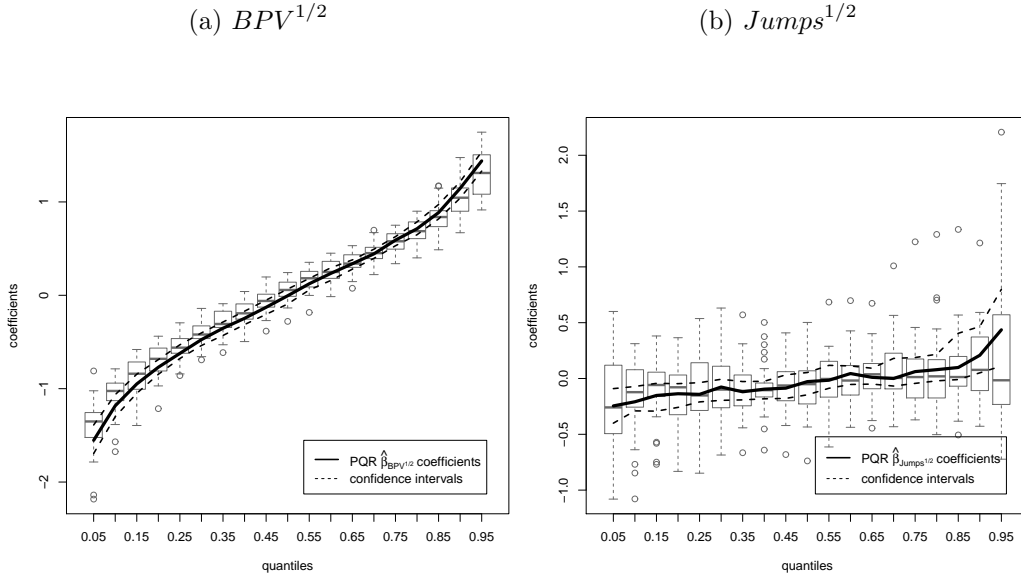 (a) BPV^{1/2}
(b) Jumps^{1/2}
coefficients
1
0
−1
−2
PQR β̂_{BPV^{1/2}} coefficients
confidence intervals
0.05 0.15 0.25 0.35 0.45 0.55 0.65 0.75 0.85 0.95
quantiles
coefficients
2.0
1.5
1.0
0.5
0.0
−0.5
−1.0
PQR β̂_{Jumps^{1/2}} coefficients
confidence intervals
0.05 0.15 0.25 0.35 0.45 0.55 0.65 0.75 0.85 0.95
quantiles